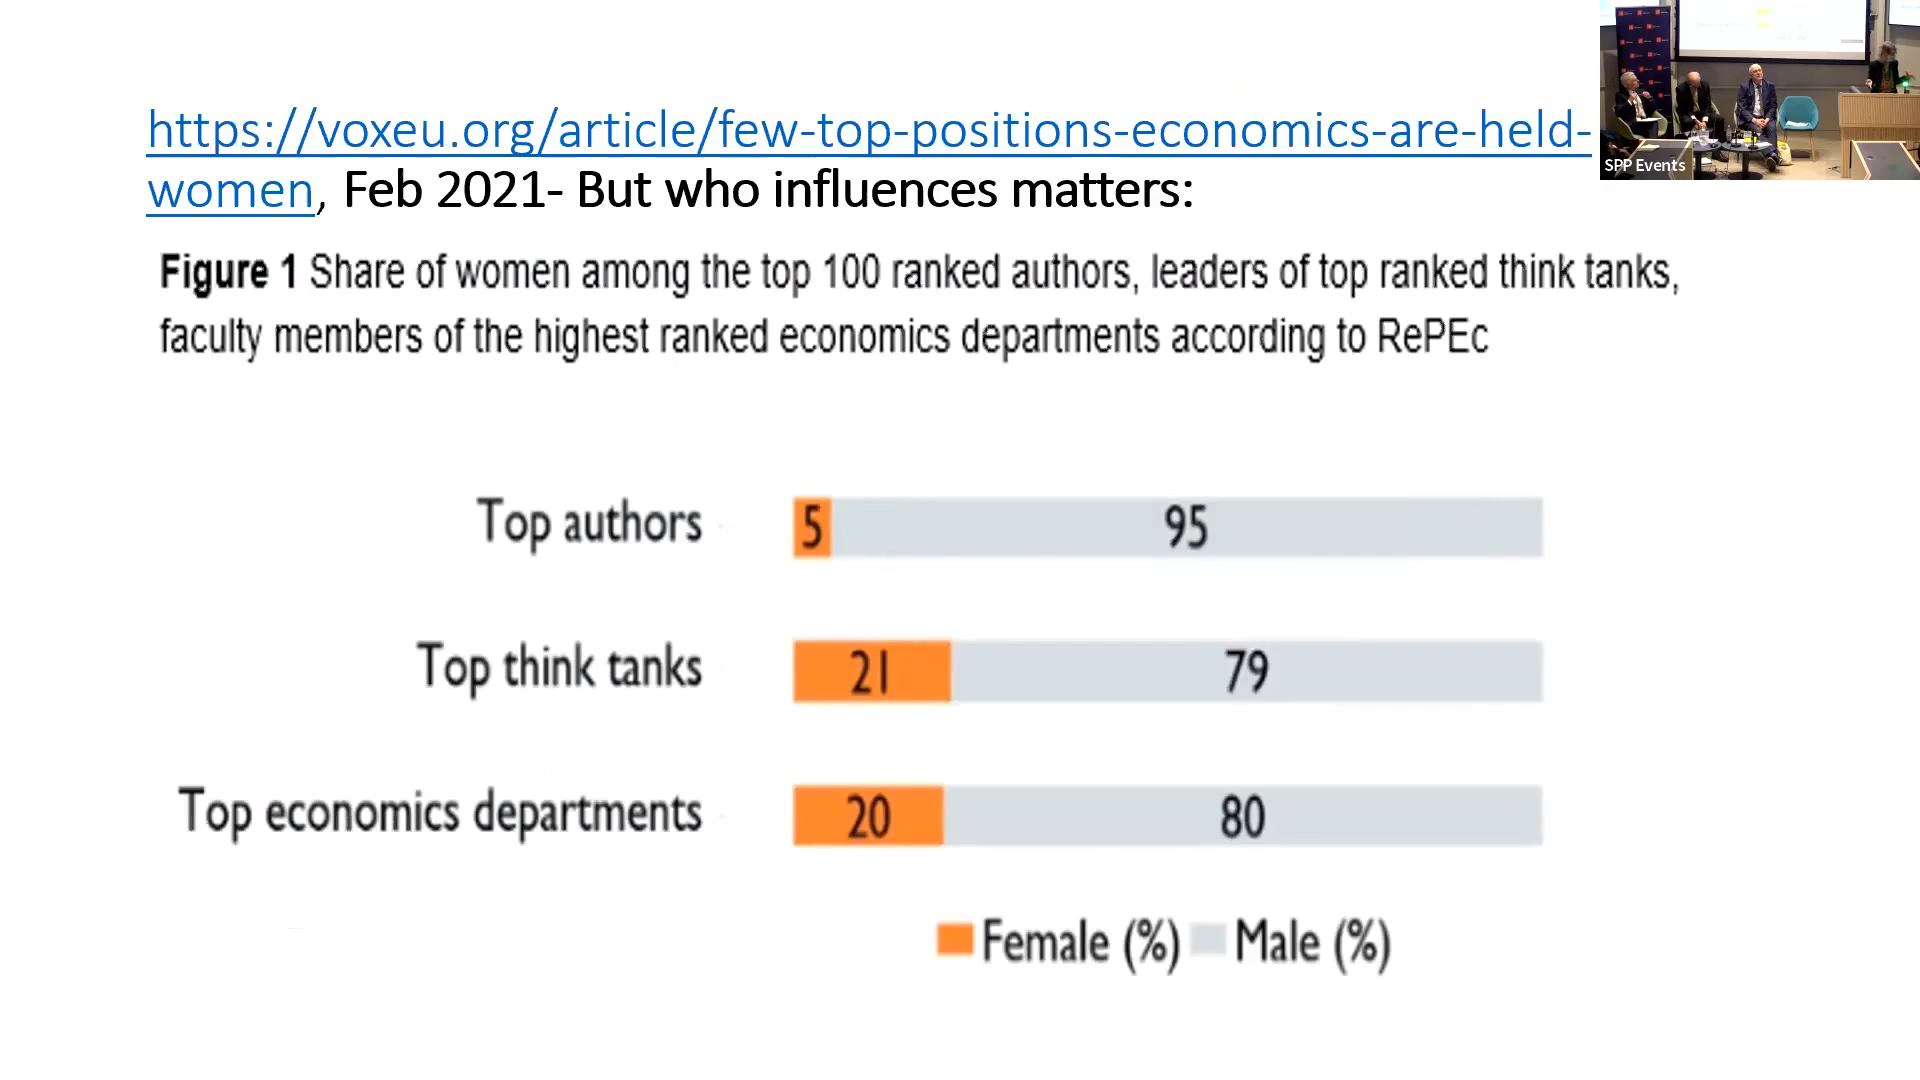 https://voxeu.org/article/few-top-positions-economics-are-held-
women, Feb 2021- But who influences matters:
SPP Events
Figure 1 Share of women among the top 100 ranked authors, leaders of top ranked think tanks,
faculty members of the highest ranked economics departments according to RePEc
Top authors 5 95
Top think tanks 21 79
Top economics departments 20 80
Female (%) Male (%)